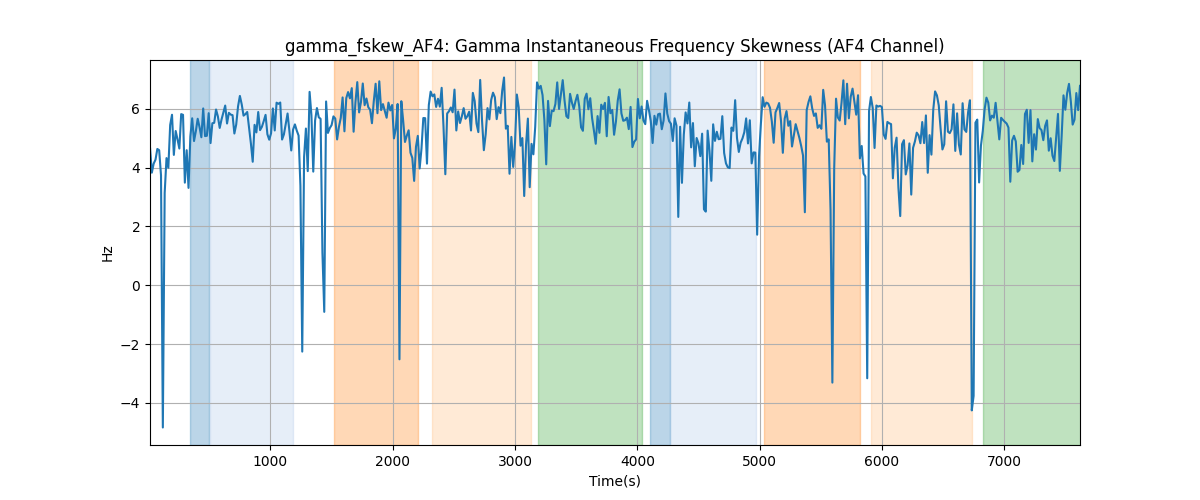 gamma_fskew_AF4: Gamma Instantaneous Frequency Skewness (AF4 Channel)
6
4
2
0
−2
−4
Hz
1000 2000 3000 4000 5000 6000 7000
Time(s)